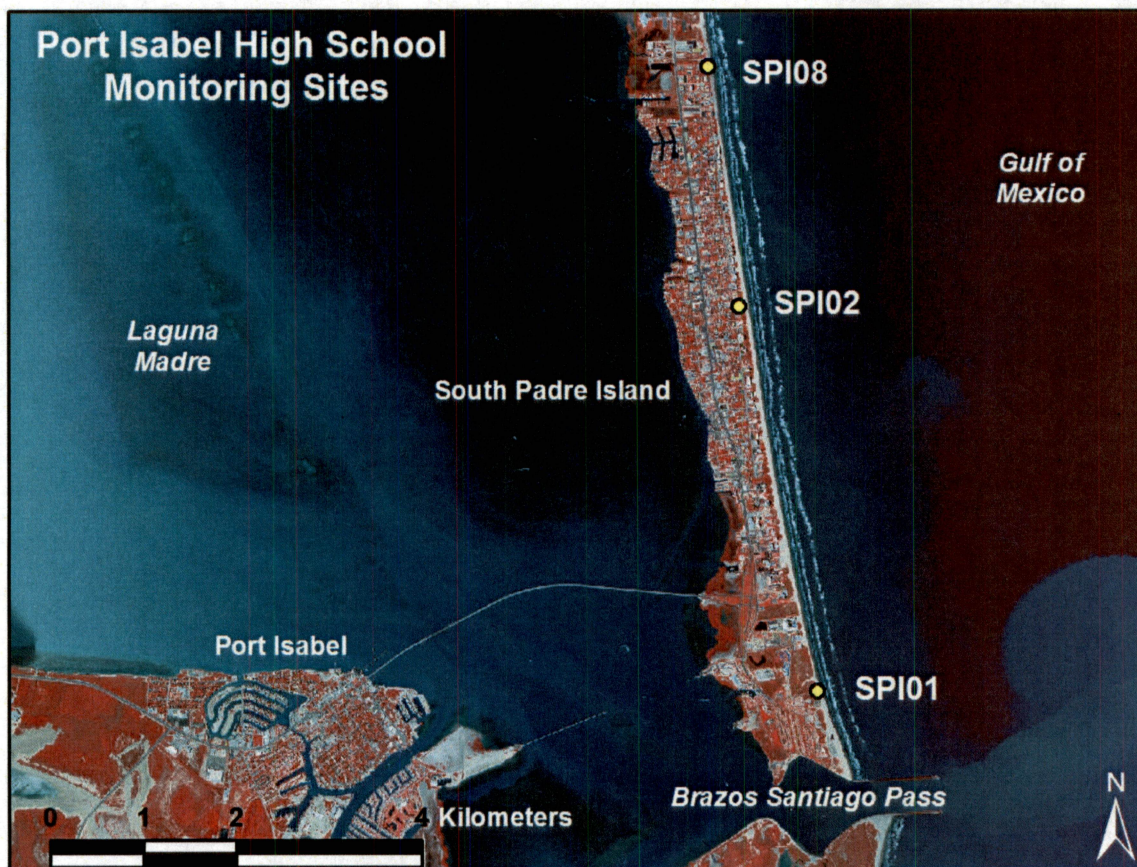 Port Isabel High School
Monitoring Sites
SPI08
Gulf of
Mexico
SPI02
Laguna
Madre
South Padre Island
Port Isabel
SPI01
Brazos Santiago Pass
N
0 1 2 4 Kilometers